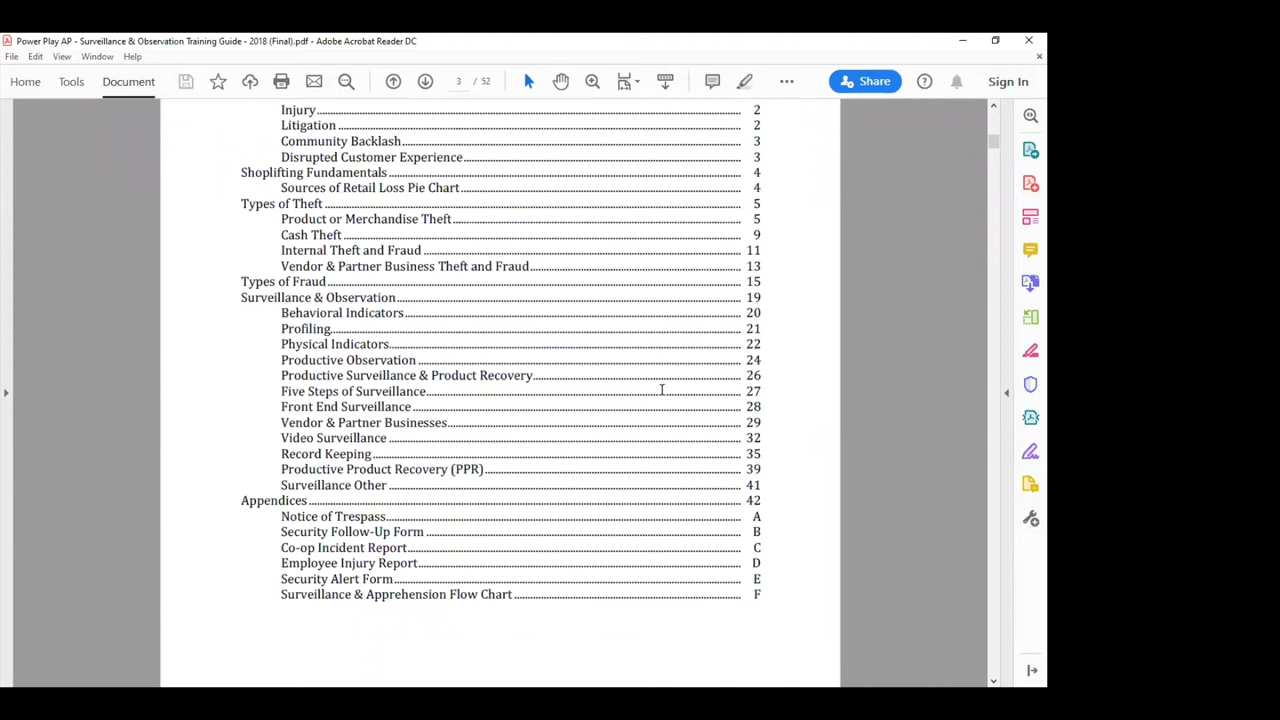 Power Play AP - Surveillance & Observation Training Guide - 2018 (Final).pdf - Adobe Acrobat Reader DC
File Edit View Window Help
Home Tools Document 3 / 52 Share Sign In
Injury 2
Litigation 2
Community Backlash 3
Disrupted Customer Experience 3
Shoplifting Fundamentals 4
Sources of Retail Loss Pie Chart 4
Types of Theft 5
Product or Merchandise Theft 5
Cash Theft 9
Internal Theft and Fraud 11
Vendor & Partner Business Theft and Fraud 13
Types of Fraud 15
Surveillance & Observation 19
Behavioral Indicators 20
Profiling 21
Physical Indicators 22
Productive Observation 24
Productive Surveillance & Product Recovery 26
Five Steps of Surveillance 27
Front End Surveillance 28
Vendor & Partner Businesses 29
Video Surveillance 32
Record Keeping 35
Productive Product Recovery (PPR) 39
Surveillance Other 41
Appendices 42
Notice of Trespass A
Security Follow-Up Form B
Co-op Incident Report C
Employee Injury Report D
Security Alert Form E
Surveillance & Apprehension Flow Chart F